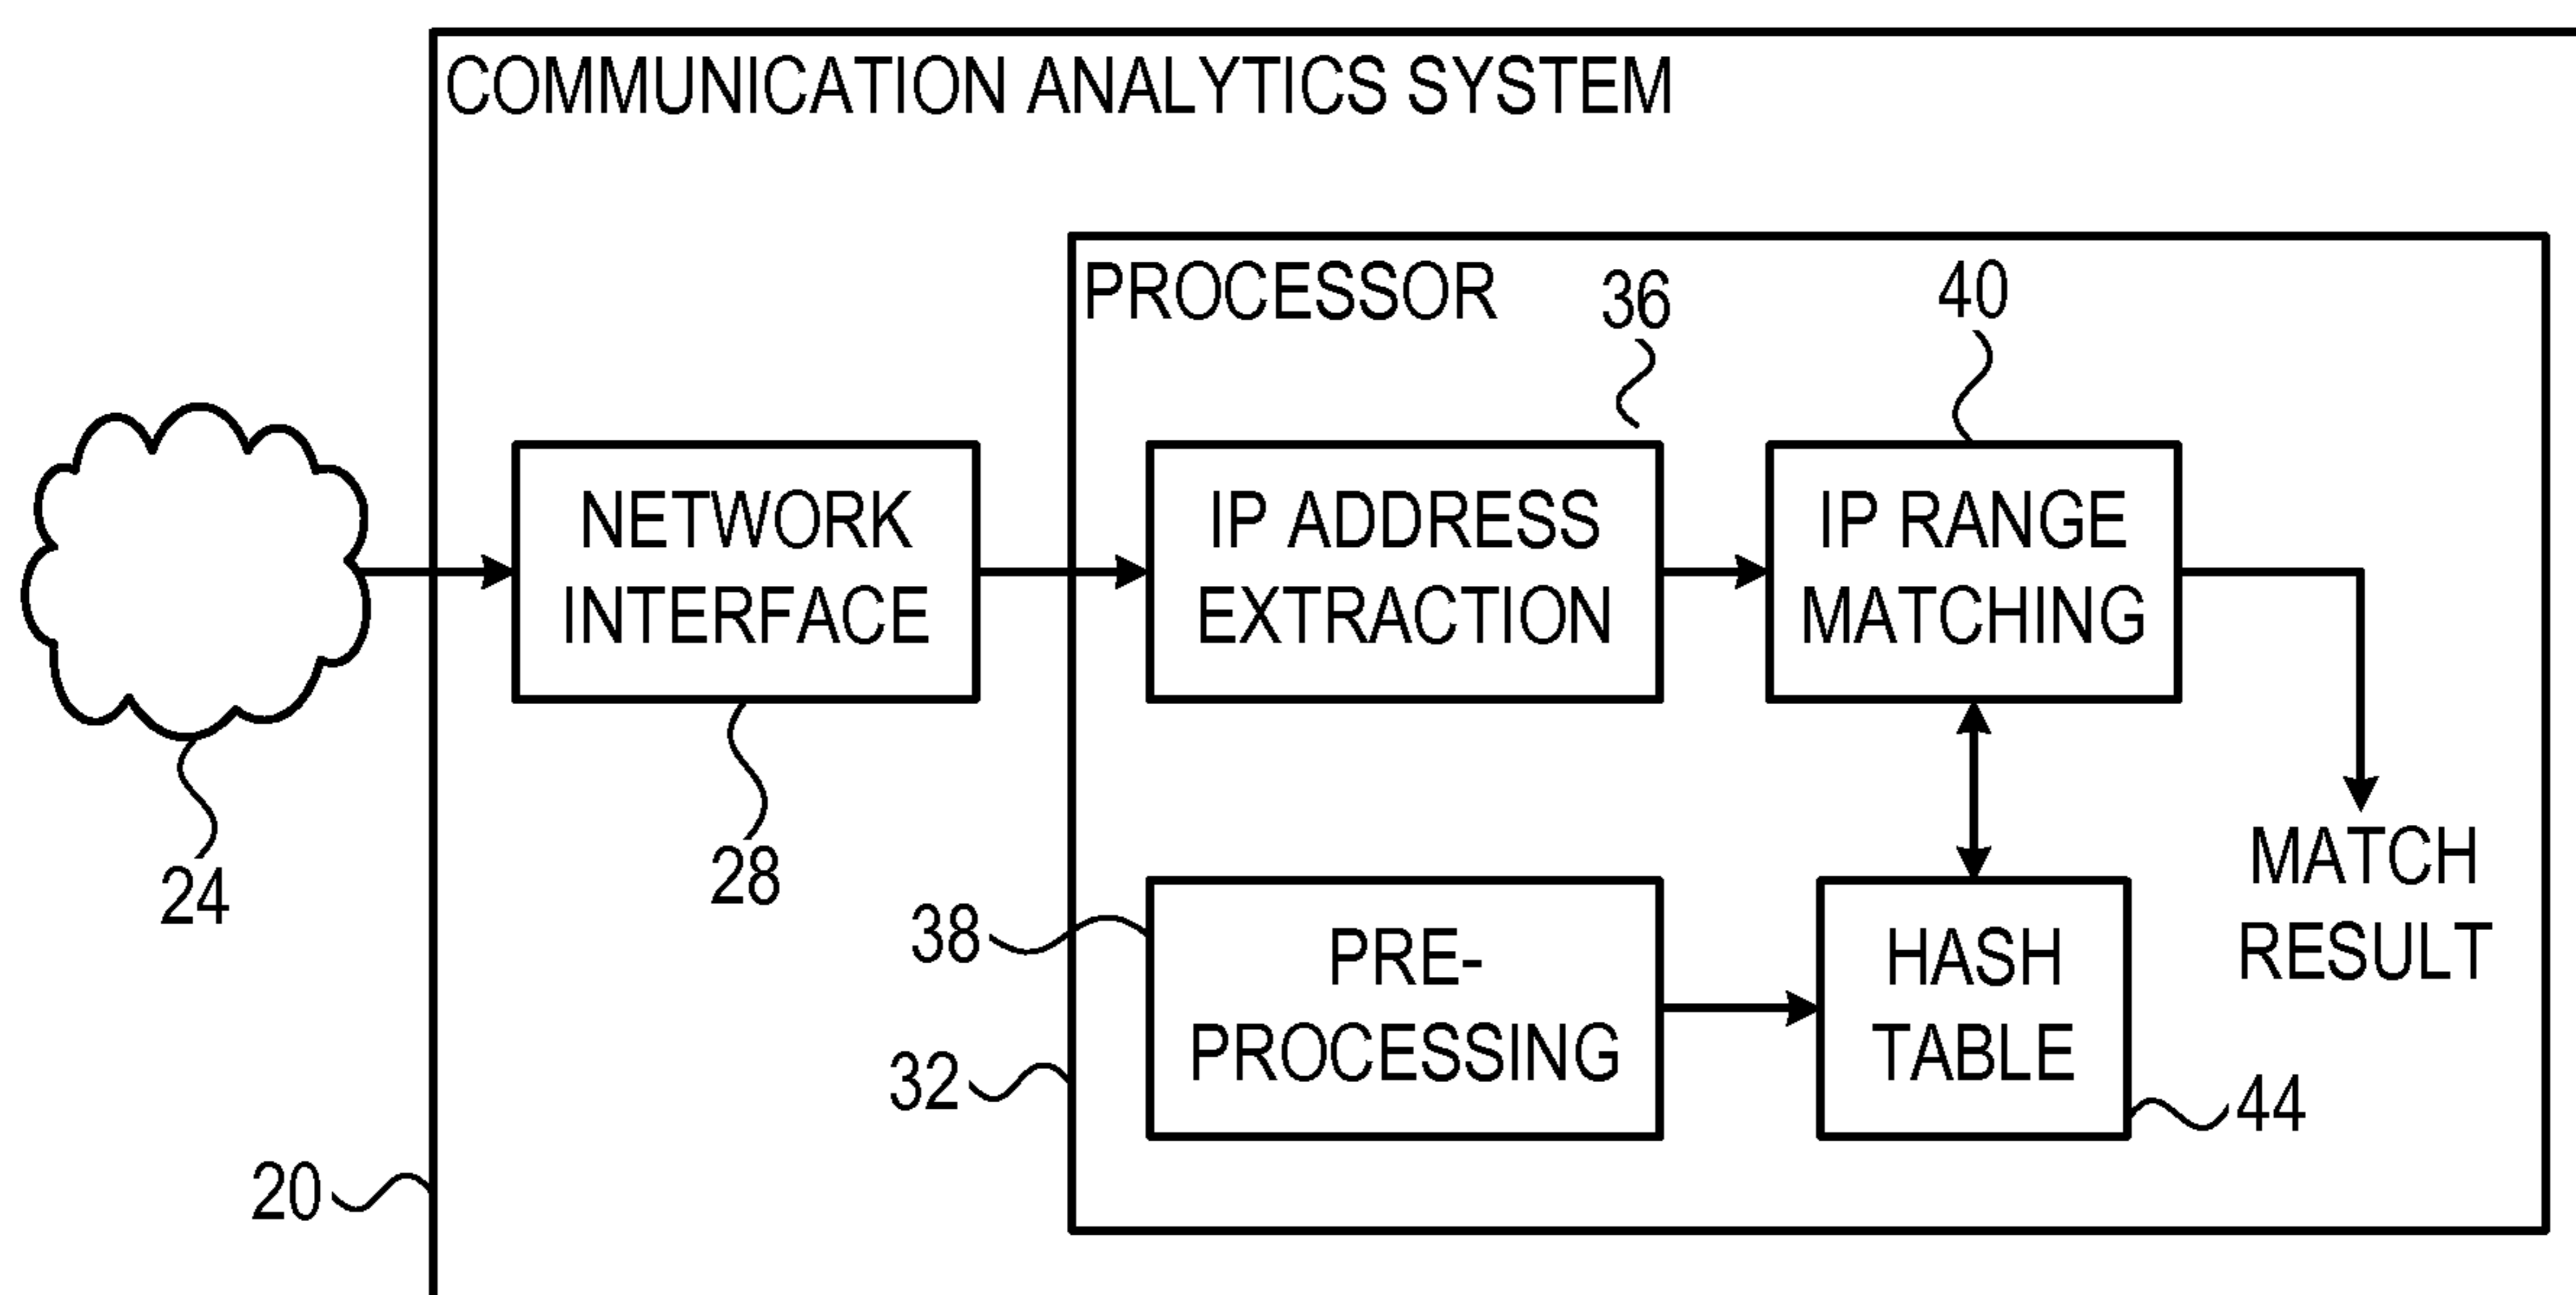 COMMUNICATION ANALYTICS SYSTEM
PROCESSOR
36
40
NETWORK
INTERFACE
IP ADDRESS
EXTRACTION
IP RANGE
MATCHING
24
28
38
PRE-
PROCESSING
HASH
TABLE
MATCH
RESULT
32
44
20